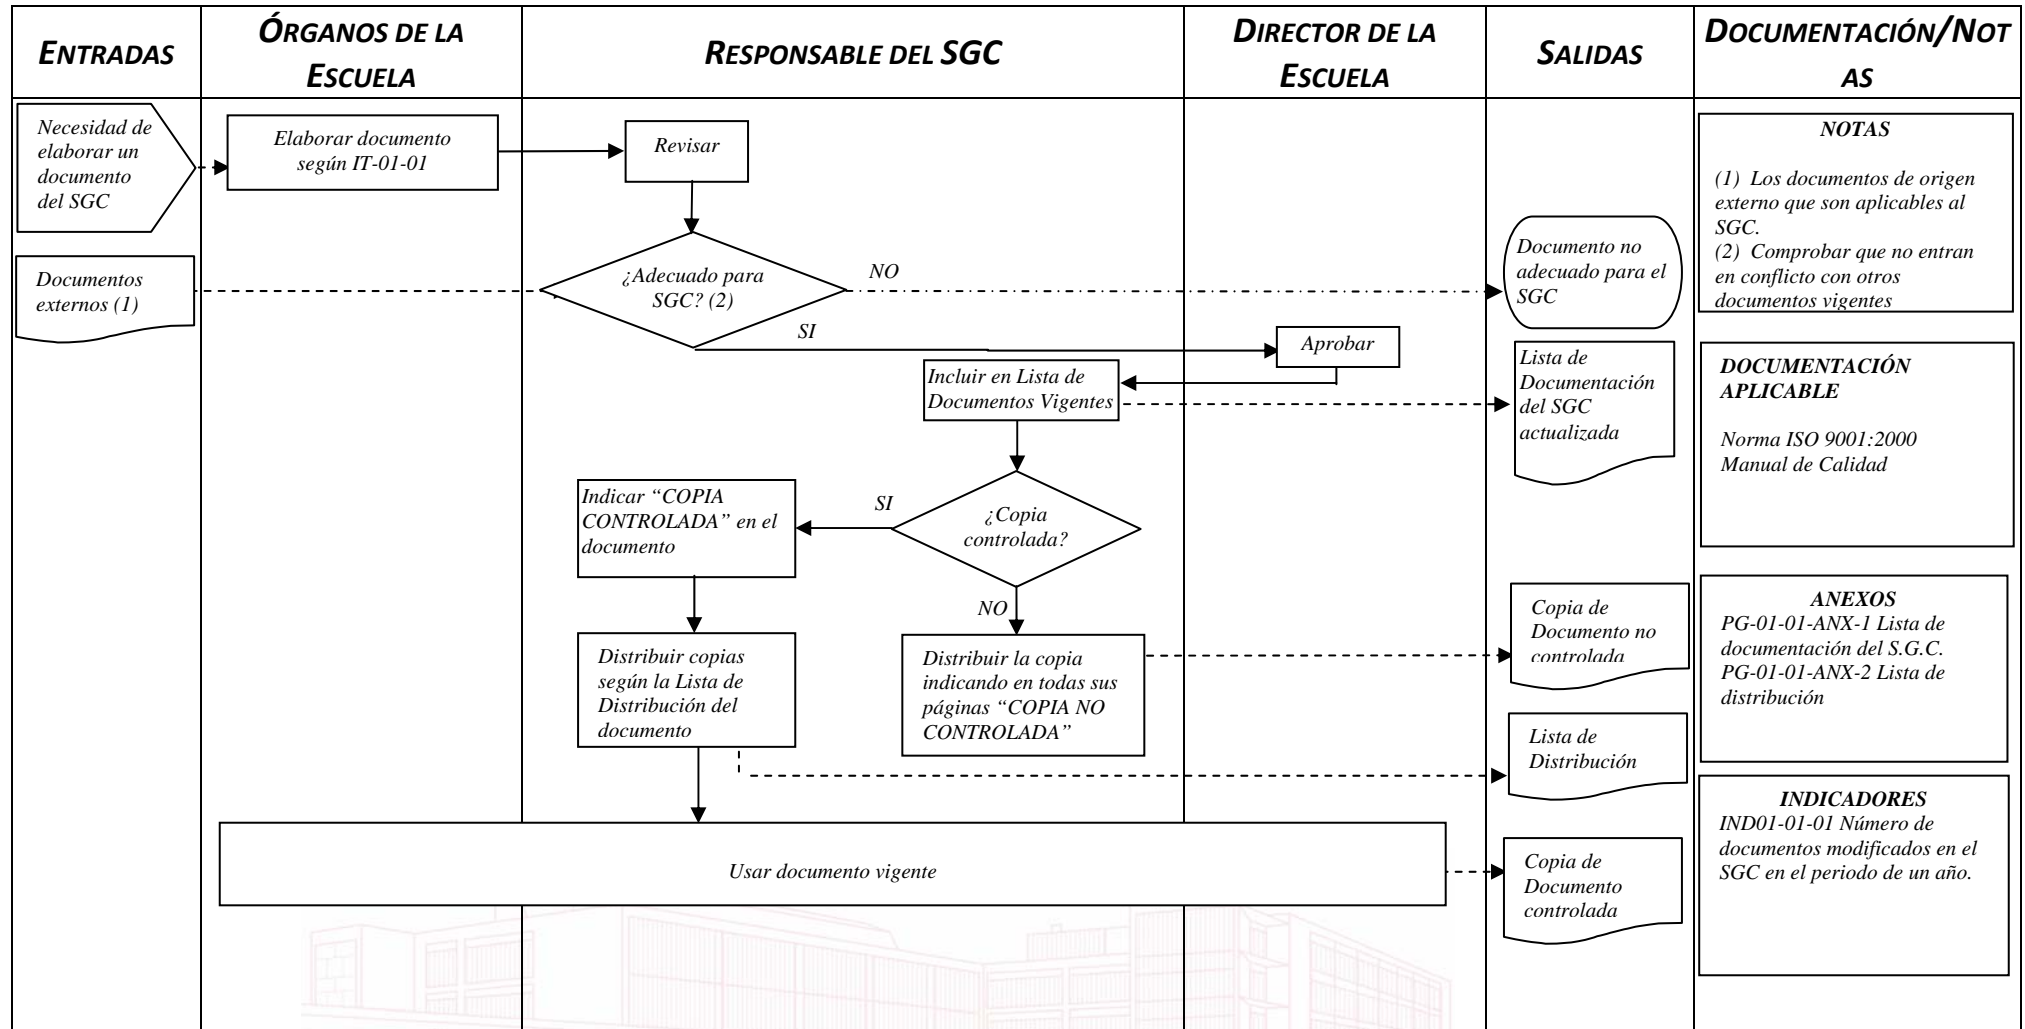 ENTRADAS
ÓRGANOS DE LA
ESCUELA
RESPONSABLE DEL SGC
DIRECTOR DE LA
ESCUELA
SALIDAS
DOCUMENTACIÓN/NOT
AS
Necesidad de
elaborar un
documento
del SGC
Elaborar documento
según IT-01-01
Revisar
NOTAS
(1) Los documentos de origen
externo que son aplicables al
SGC.
(2) Comprobar que no entran
en conflicto con otros
documentos vigentes
Documentos
externos (1)
¿Adecuado para
SGC? (2)
NO
Documento no
adecuado para el
SGC
SI
Aprobar
Incluir en Lista de
Documentos Vigentes
Lista de
Documentación
del SGC
actualizada
DOCUMENTACIÓN
APLICABLE
Norma ISO 9001:2000
Manual de Calidad
Indicar “COPIA
CONTROLADA” en el
documento
SI
¿Copia
controlada?
NO
Copia de
Documento no
controlada
ANEXOS
PG-01-01-ANX-1 Lista de
documentación del S.G.C.
PG-01-01-ANX-2 Lista de
distribución
Distribuir copias
según la Lista de
Distribución del
documento
Distribuir la copia
indicando en todas sus
páginas “COPIA NO
CONTROLADA”
Lista de
Distribución
INDICADORES
IND01-01-01 Número de
documentos modificados en el
SGC en el periodo de un año.
Usar documento vigente
Copia de
Documento
controlada